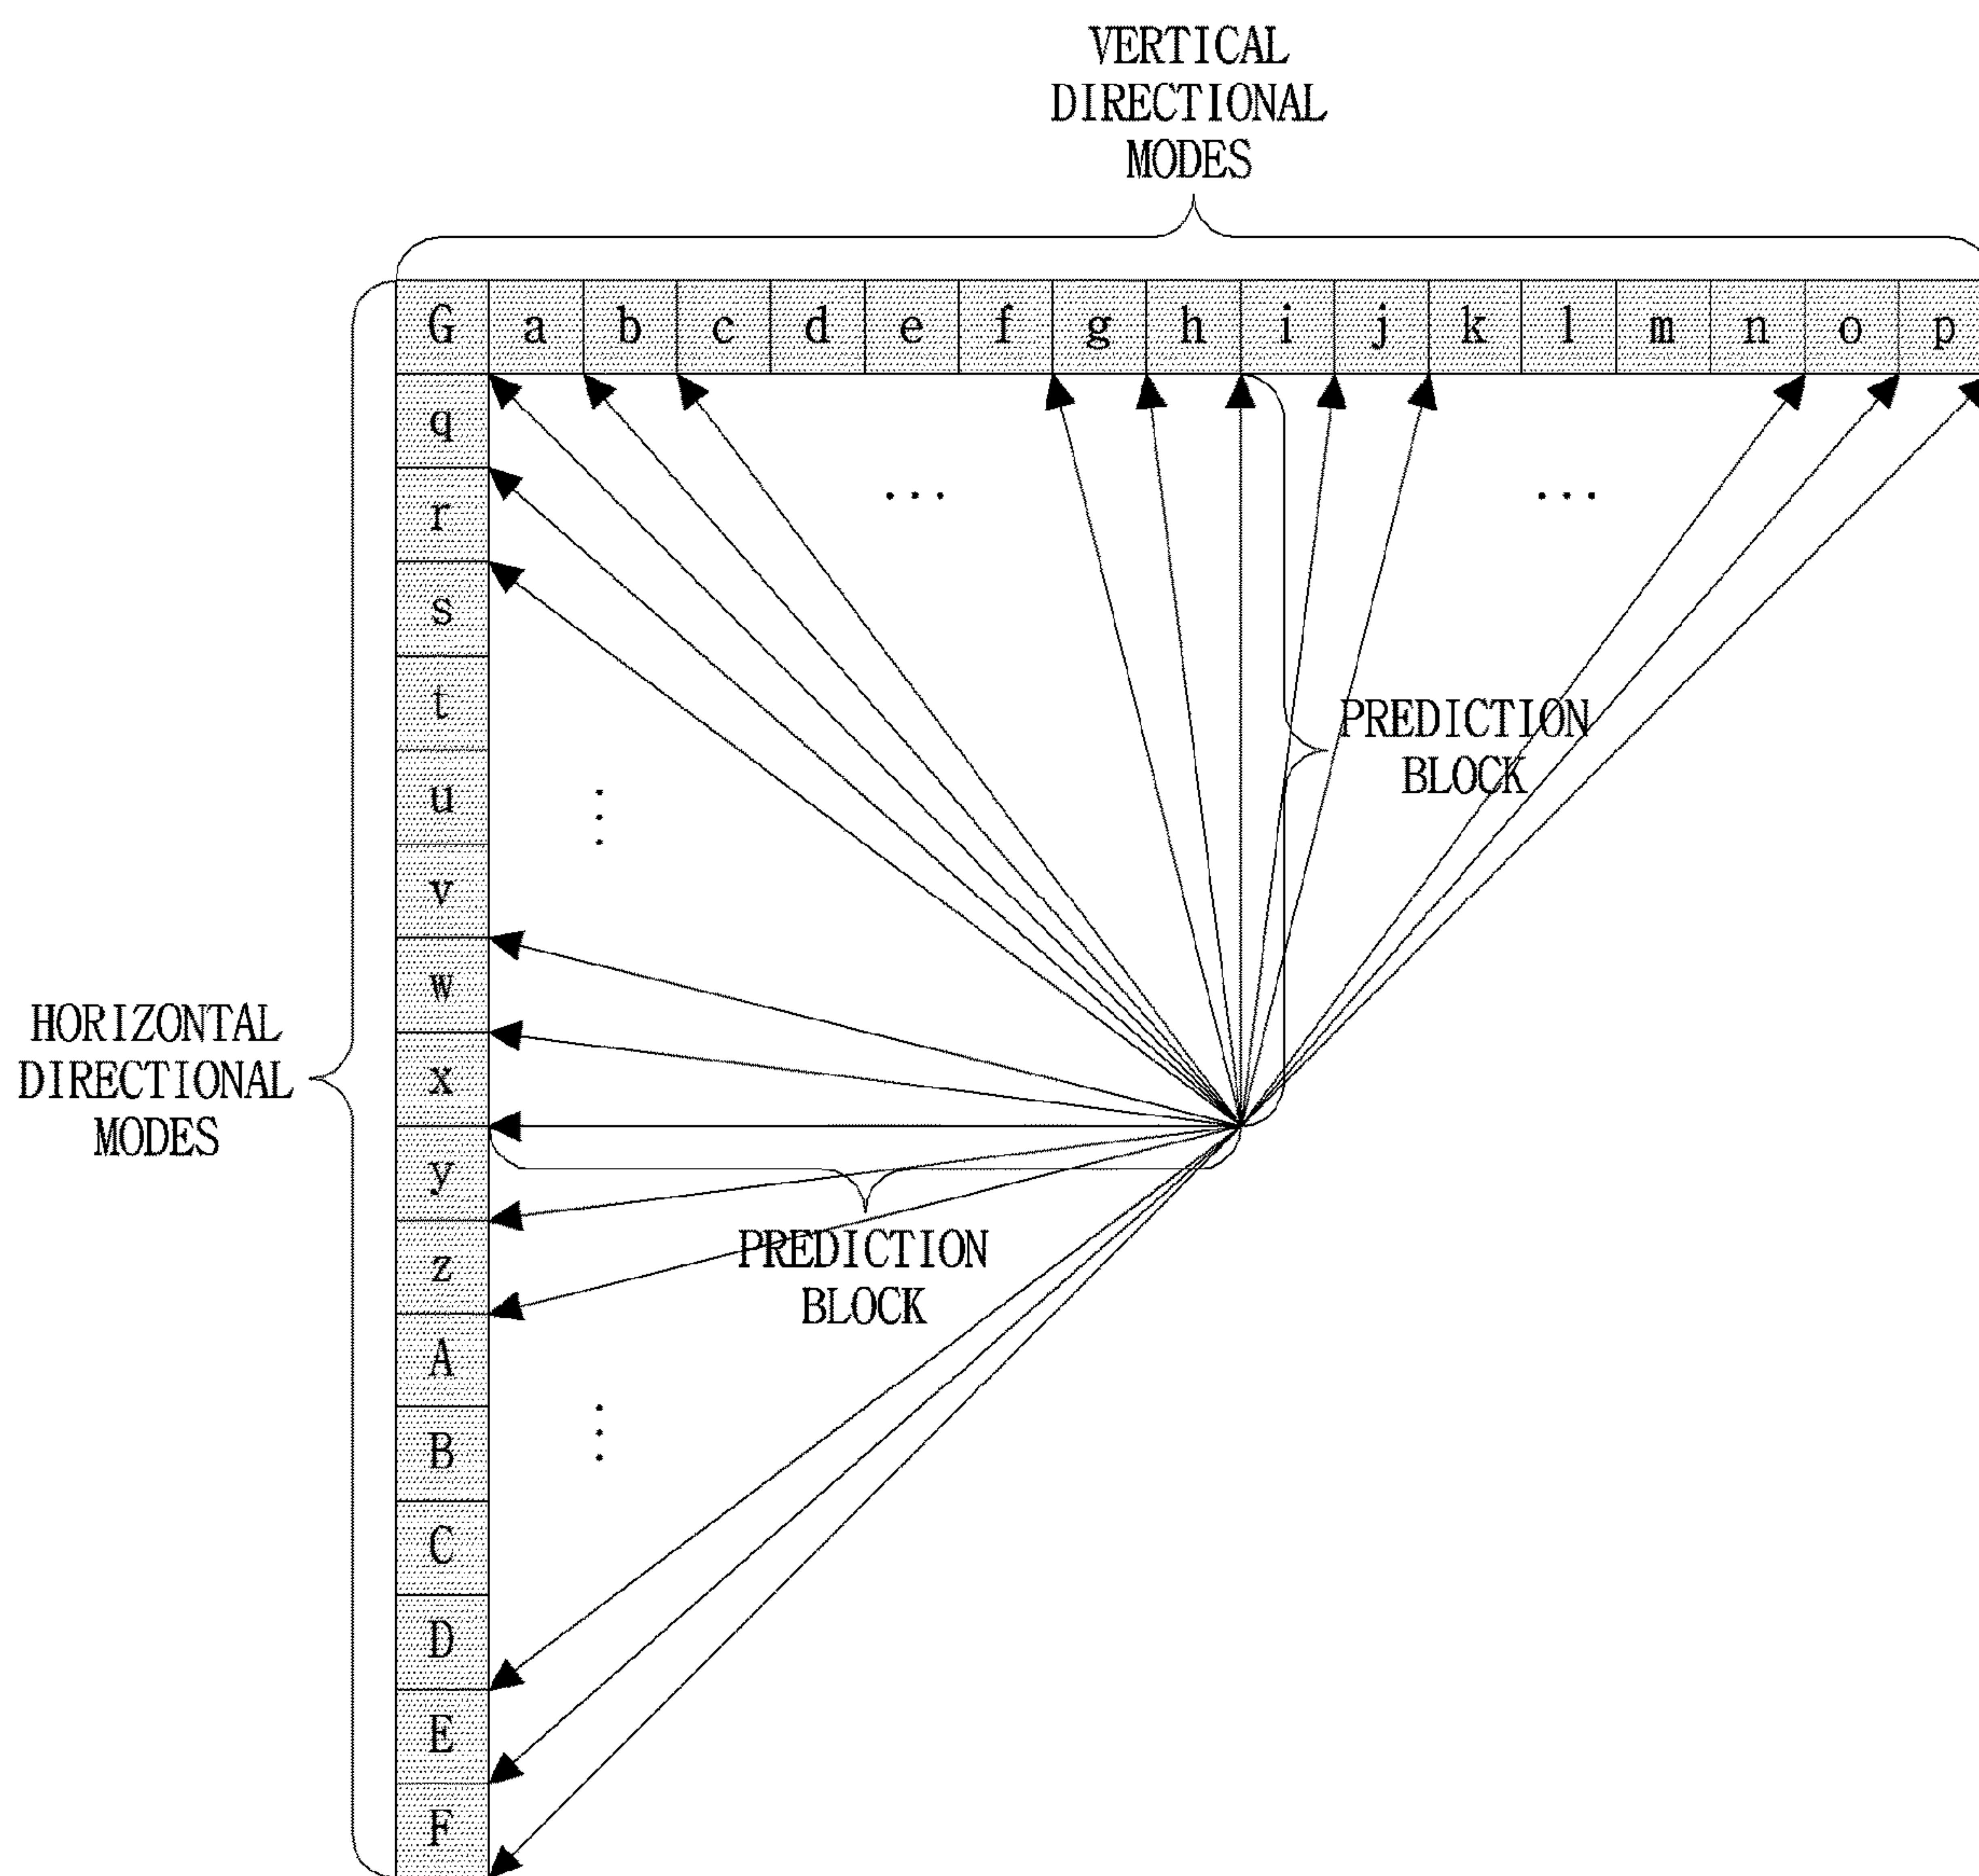 VERTICAL
DIRECTIONAL
MODES
G a b c d e f g h i j k l m n o p
q
r
s
t
PREDICTION
BLOCK
u
v
w
HORIZONTAL
DIRECTIONAL
MODES
x
y
z
PREDICTION
BLOCK
A
B
C
D
E
F